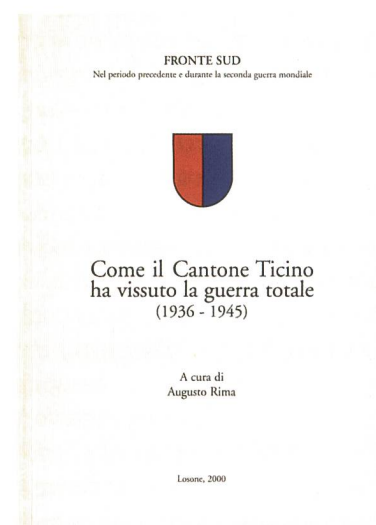 FRONTE SUD
Nel periodo precedente e durante la seconda guerra mondiale
Come il Cantone Ticino
ha vissuto la guerra totale
(1936 - 1945)
A cura di
Augusto Rima
Losone, 2000